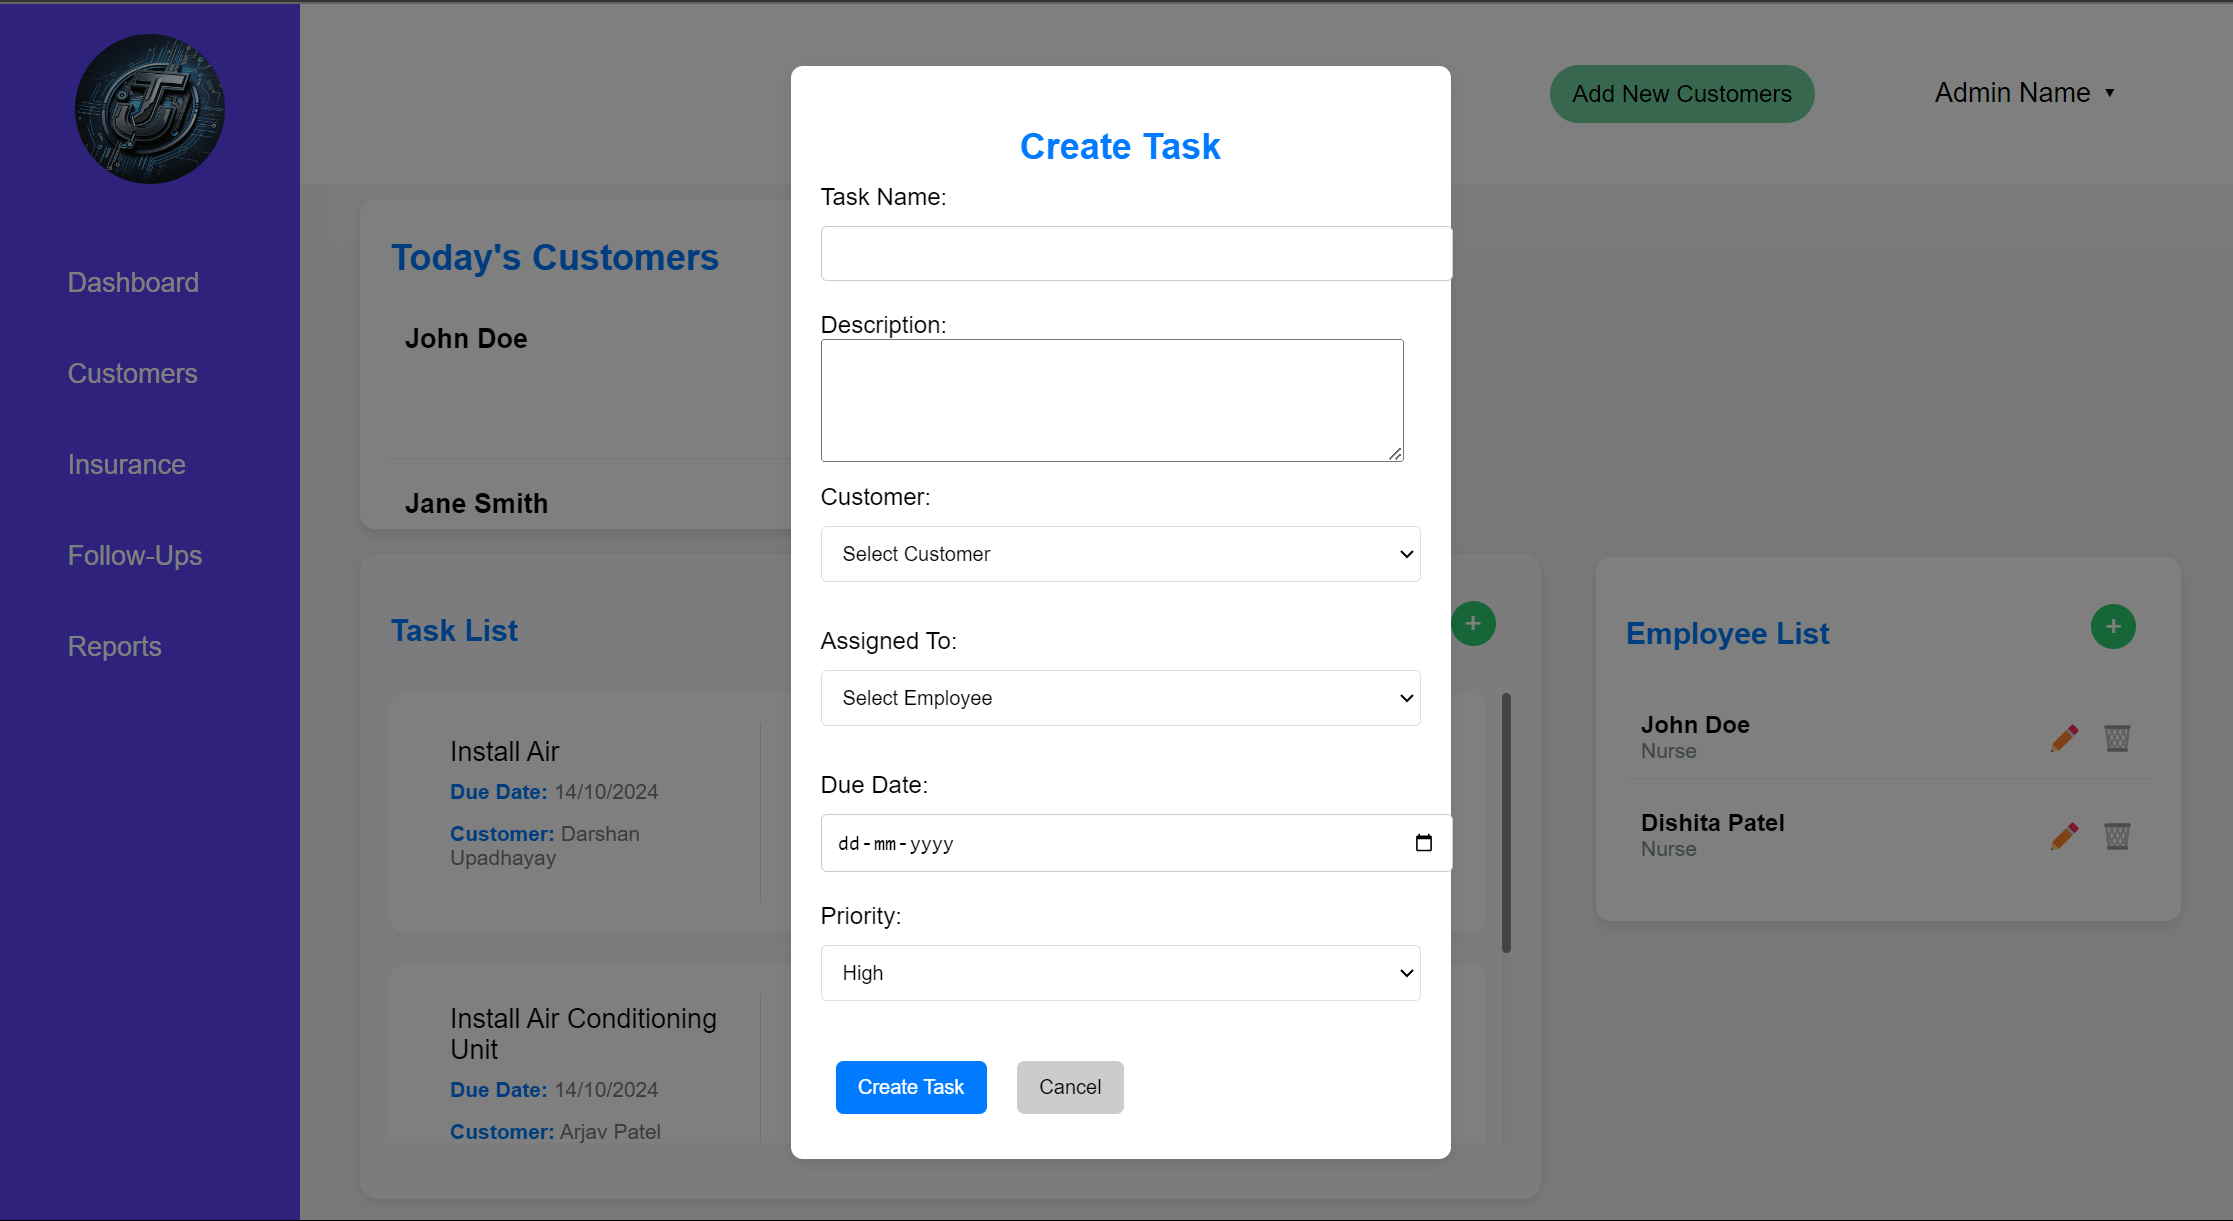 Add New Customers
Admin Name ▼
Dashboard
Customers
Insurance
Follow-Ups
Reports
Today's Customers
John Doe
Jane Smith
Task List
+
Install Air
Due Date: 14/10/2024
Customer: Darshan
Upadhayay
Install Air Conditioning
Unit
Due Date: 14/10/2024
Customer: Arjav Patel
Create Task
Task Name:
Description:
Customer:
Select Customer
Assigned To:
Select Employee
Due Date:
dd-mm-yyyy
Priority:
High
Create Task
Cancel
Employee List
+
John Doe
Nurse
Dishita Patel
Nurse